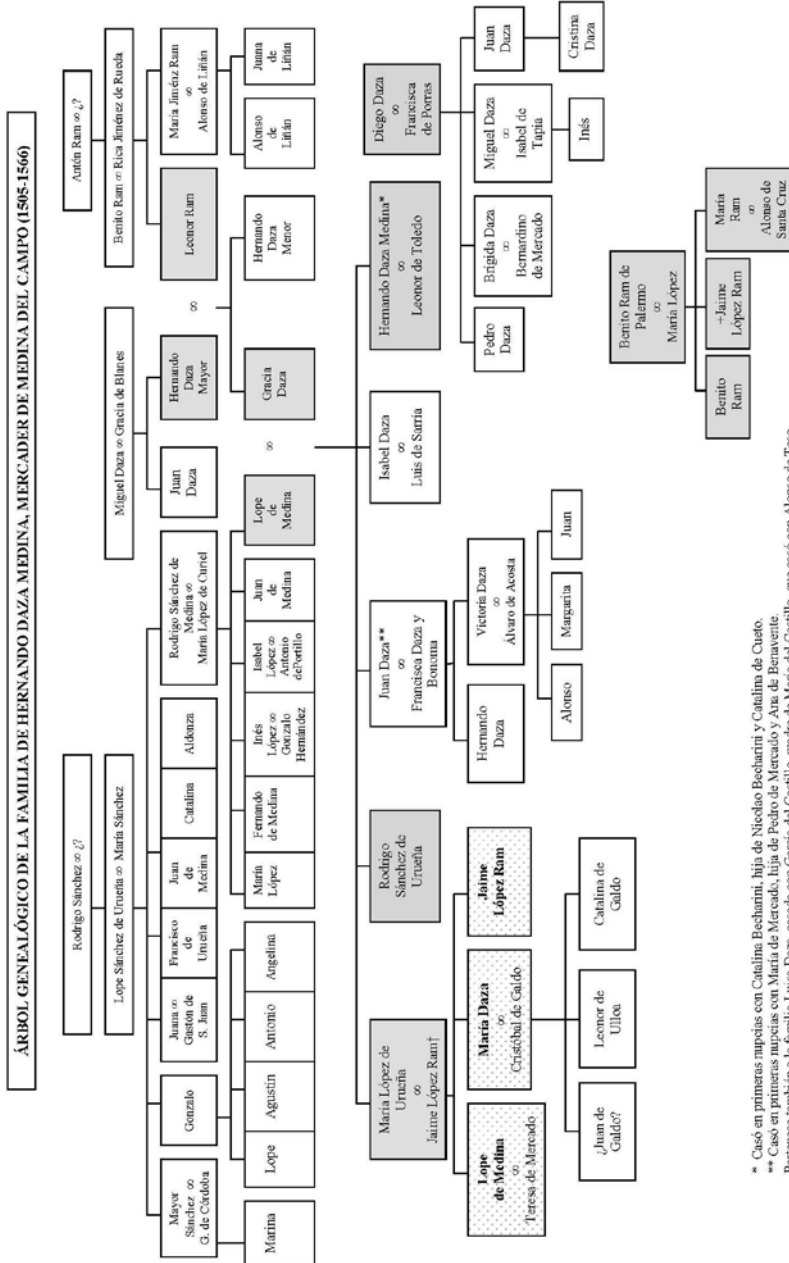 ÁRBOL GENEALÓGICO DE LA FAMILIA DE HERNANDO DAZA MEDINA, MERCADER DE MEDINA DEL CAMPO (1505-1566)
Rodrigo Sánchez ∞ ¿?
Lope Sánchez de Urueña ∞ María Sánchez
Miguel Daza ∞ Gracia de Blanes
Antón Ram ∞ ¿?
Benito Ram ∞ Rica Jiménez de Rueda
Mayor
Sánchez ∞
G. de Córdoba
Gonzalo
Juana ∞
Gastón de
S. Juan
Francisco
de
Urueña
Juan
de
Medina
Catalina
Aldonza
Rodrigo Sánchez de
Medina ∞
María López de Curiel
Juan
Daza
Hernando
Daza
Mayor
∞
Leonor Ram
María Jiménz Ram
∞
Alonso de Liñán
Marina
Lope
Agustín
Antonio
Angelina
María
López
Fernando
de Medina
Inés
López ∞
Gonzalo
Hernández
Isabel
López ∞
Antonio
dePortillo
Juan
de
Medina
Lope
de
Medina
∞
Gracia
Daza
Hernando
Daza
Menor
Alonso
de
Liñán
Juana
de
Liñán
María López de
Urueña
∞
Jaime López Ram†
Rodrigo
Sánchez de
Urueña
Juan Daza**
∞
Francisca Daza y
Bonoma
Isabel Daza
∞
Luis de Sarria
Hernando Daza Medina*
∞
Leonor de Toledo
Diego Daza
∞
Francisca
de Porras
Lope
de Medina
∞
Teresa de Mercado
María Daza
∞
Cristóbal de Galdo
Jaime
López Ram
Hernando
Daza
Victoria Daza
∞
Álvaro de Acosta
Pedro
Daza
Brígida Daza
∞
Bernardino
de Mercado
Miguel Daza
∞
Isabel de
Tapia
Juan
Daza
¿Juan de
Galdo?
Leonor de
Ulloa
Catalina de
Galdo
Alonso
Margarita
Juan
Inés
Cristina
Daza
Benito Ram de
Palermo
∞
María López
Benito
Ram
+Jaime
López Ram
María
Ram
∞
Alonso de
Santa Cruz
* Casó en primeras nupcias con Catalina Becharini, hija de Nicolao Becharini y Catalina de Cueto.
** Casó en primeras nupcias con María de Mercado, hija de Pedro de Mercado y Ana de Benavente.